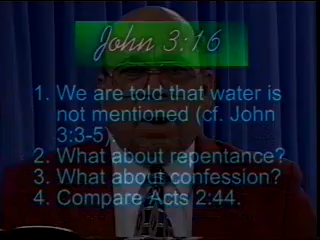 John 3:16
1. We are told that water is
not mentioned (cf. John
3:3-5)
2. What about repentance?
3. What about confession?
4. Compare Acts 2:44.